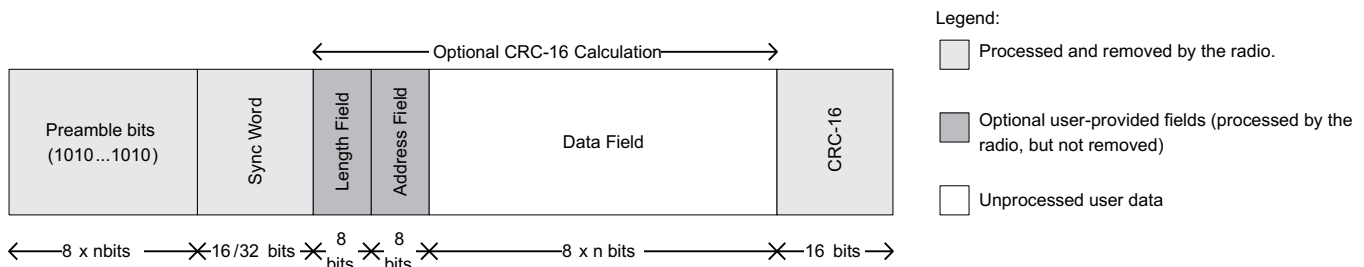 Legend:
Optional CRC-16 Calculation
Processed and removed by the radio.
Preamble bits
(1010...1010)
Sync Word
Length Field
Address Field
Data Field
CRC-16
Optional user-provided fields (processed by the
radio, but not removed)
Unprocessed user data
8 x nbits
16/32 bits
8
bits
8
bits
8 x n bits
16 bits